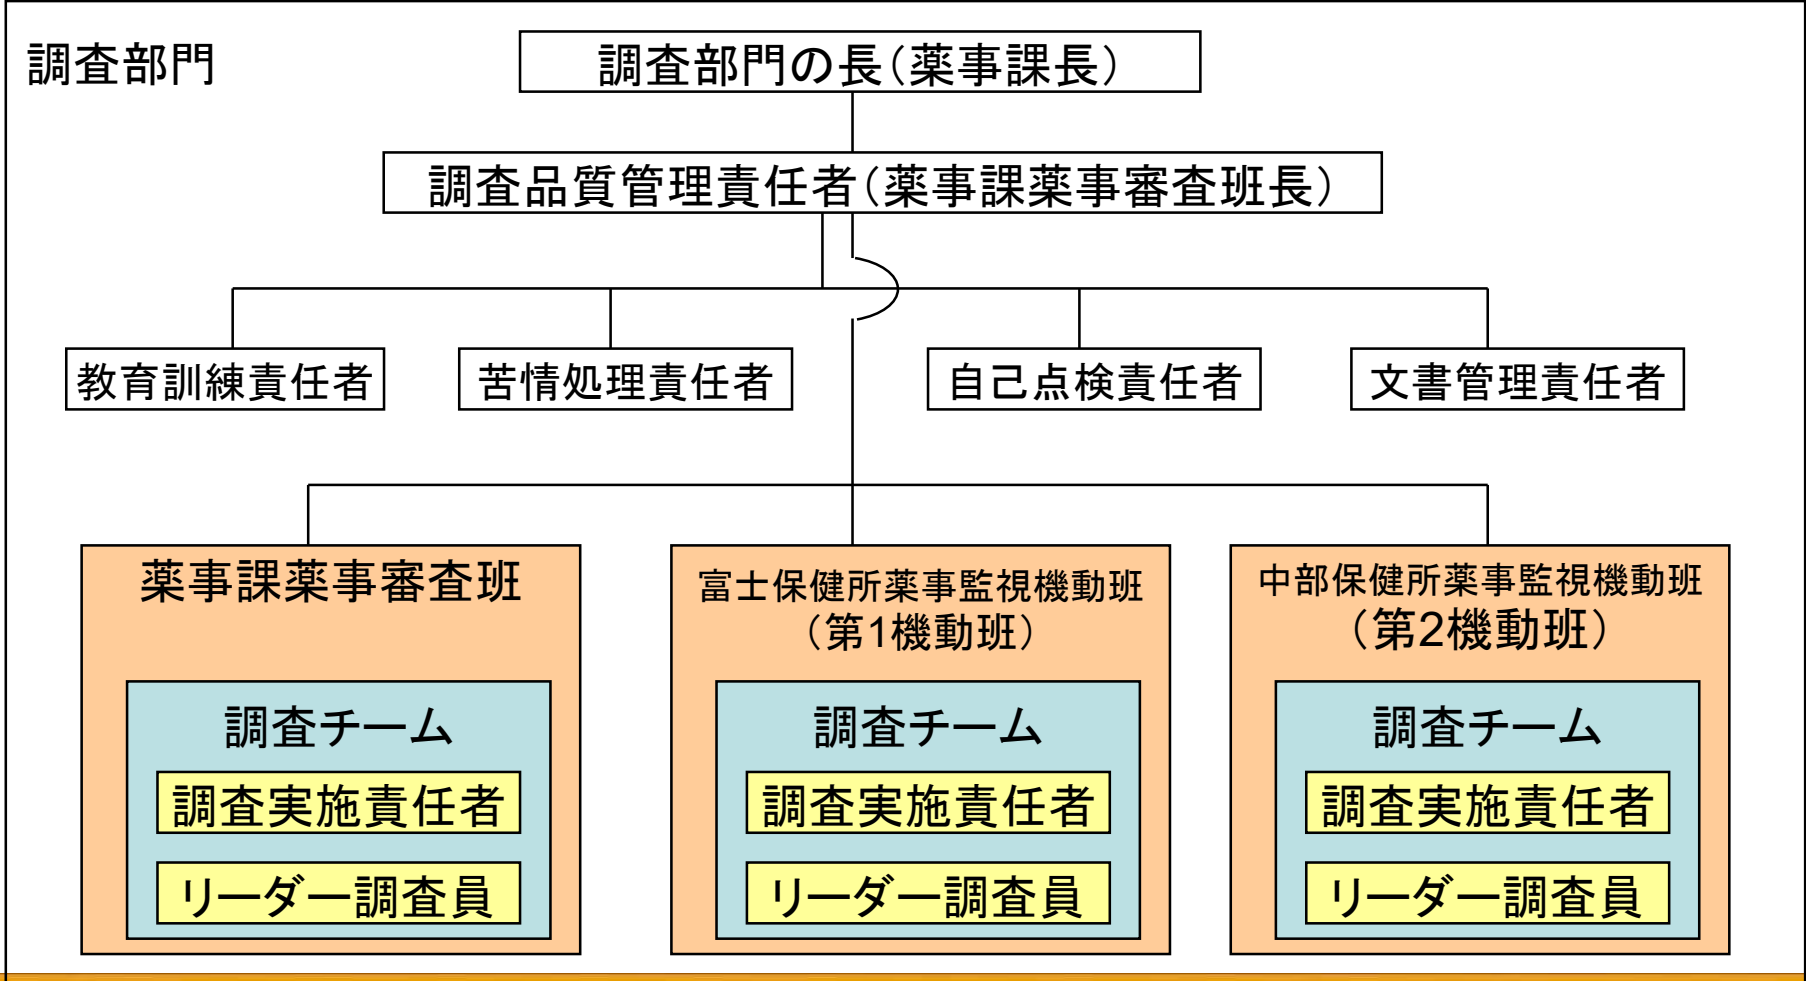 調査部門
調査部門の長(薬事課長)
調査品質管理責任者(薬事課薬事審査班長)
教育訓練責任者
苦情処理責任者
自己点検責任者
文書管理責任者
薬事課薬事審査班
調査チーム
調査実施責任者
リーダー調査員
富士保健所薬事監視機動班
(第1機動班)
調査チーム
調査実施責任者
リーダー調査員
中部保健所薬事監視機動班
(第2機動班)
調査チーム
調査実施責任者
リーダー調査員